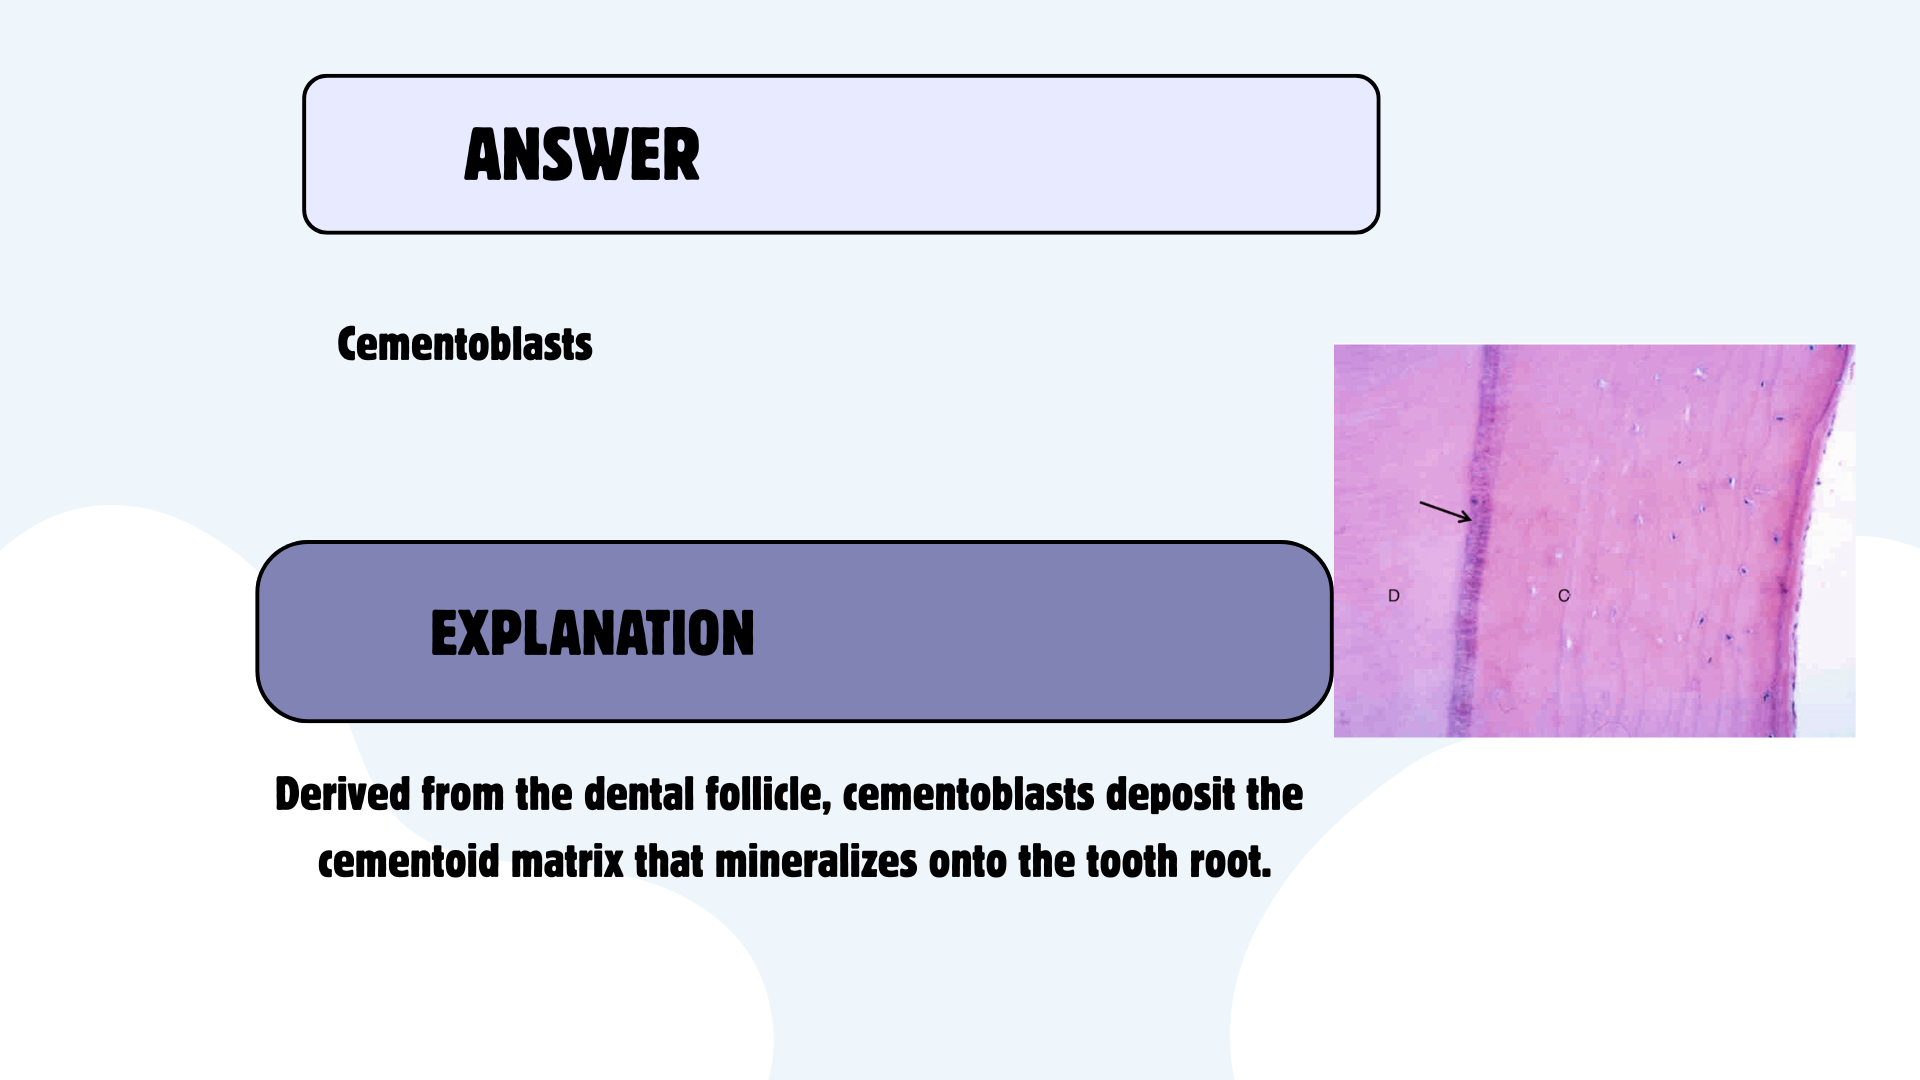 ANSWER
Cementoblasts
EXPLANATION
D
C
Derived from the dental follicle, cementoblasts deposit the
cementoid matrix that mineralizes onto the tooth root.